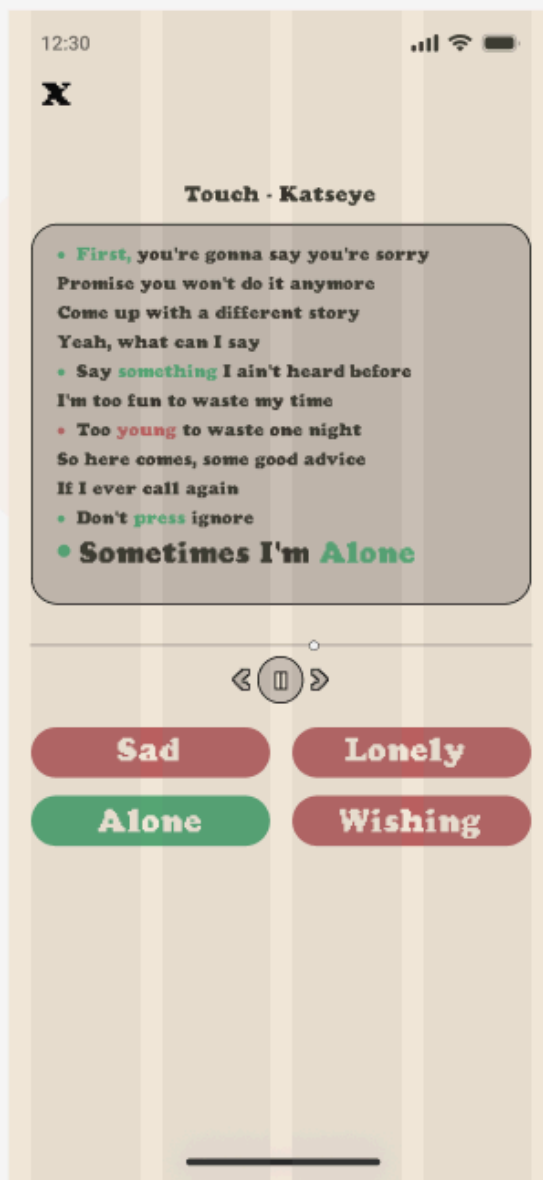 12:30
X
Touch - Katseye
• First, you're gonna say you're sorry
Promise you won't do it anymore
Come up with a different story
Yeah, what can I say
• Say something I ain't heard before
I'm too fun to waste my time
• Too young to waste one night
So here comes, some good advice
If I ever call again
• Don't press ignore
• Sometimes I'm Alone
Sad
Lonely
Alone
Wishing